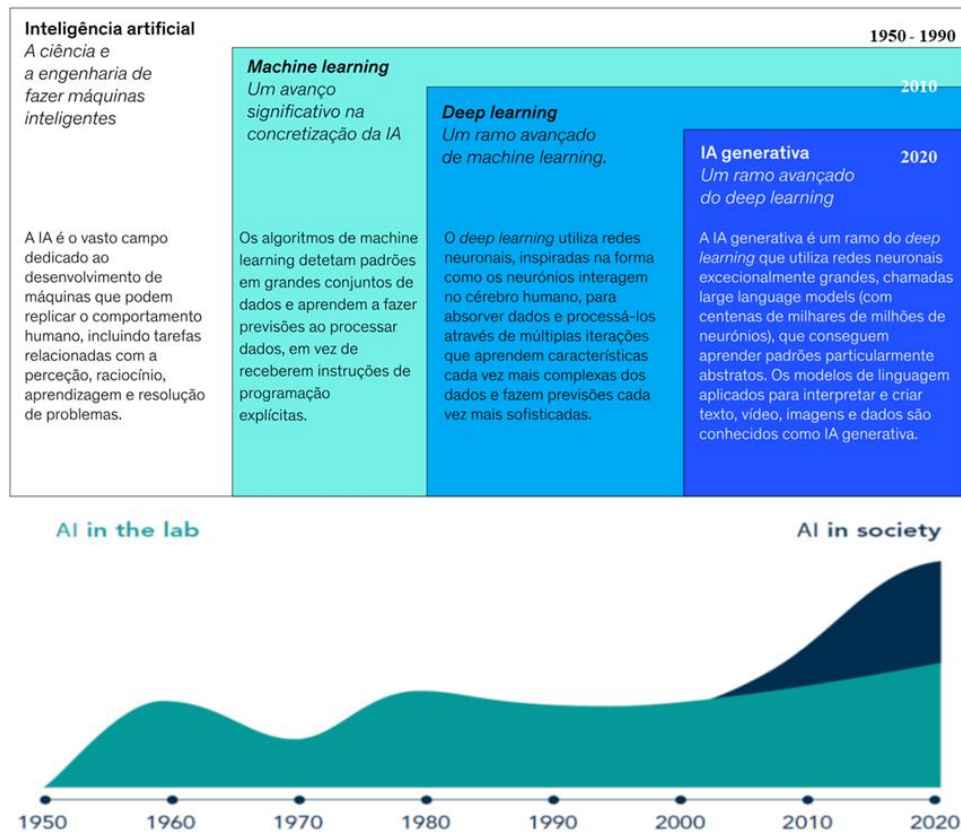 Inteligência artificial
A ciência e
a engenharia de
fazer máquinas
inteligentes
1950 - 1990
Machine learning
Um avanço
significativo na
concretização da IA
2010
Deep learning
Um ramo avançado
de machine learning.
IA generativa
2020
Um ramo avançado
do deep learning
A IA é o vasto campo
dedicado ao
desenvolvimento de
máquinas que podem
replicar o comportamento
humano, incluindo tarefas
relacionadas com a
perceção, raciocínio,
aprendizagem e resolução
de problemas.
Os algoritmos de machine
learning detetam padrões
em grandes conjuntos de
dados e aprendem a fazer
previsões ao processar
dados, em vez de
receberem instruções de
programação
explícitas.
O deep learning utiliza redes
neuronais, inspiradas na forma
como os neurónios interagem
no cérebro humano, para
absorver dados e processá-los
através de múltiplas iterações
que aprendem características
cada vez mais complexas dos
dados e fazem previsões cada
vez mais sofisticadas.
A IA generativa é um ramo do deep
learning que utiliza redes neuronais
excecionalmente grandes, chamadas
large language models (com
centenas de milhares de milhões de
neurónios), que conseguem
aprender padrões particularmente
abstratos. Os modelos de linguagem
aplicados para interpretar e criar
texto, vídeo, imagens e dados são
conhecidos como IA generativa.
AI in the lab
AI in society
1950 1960 1970 1980 1990 2000 2010 2020